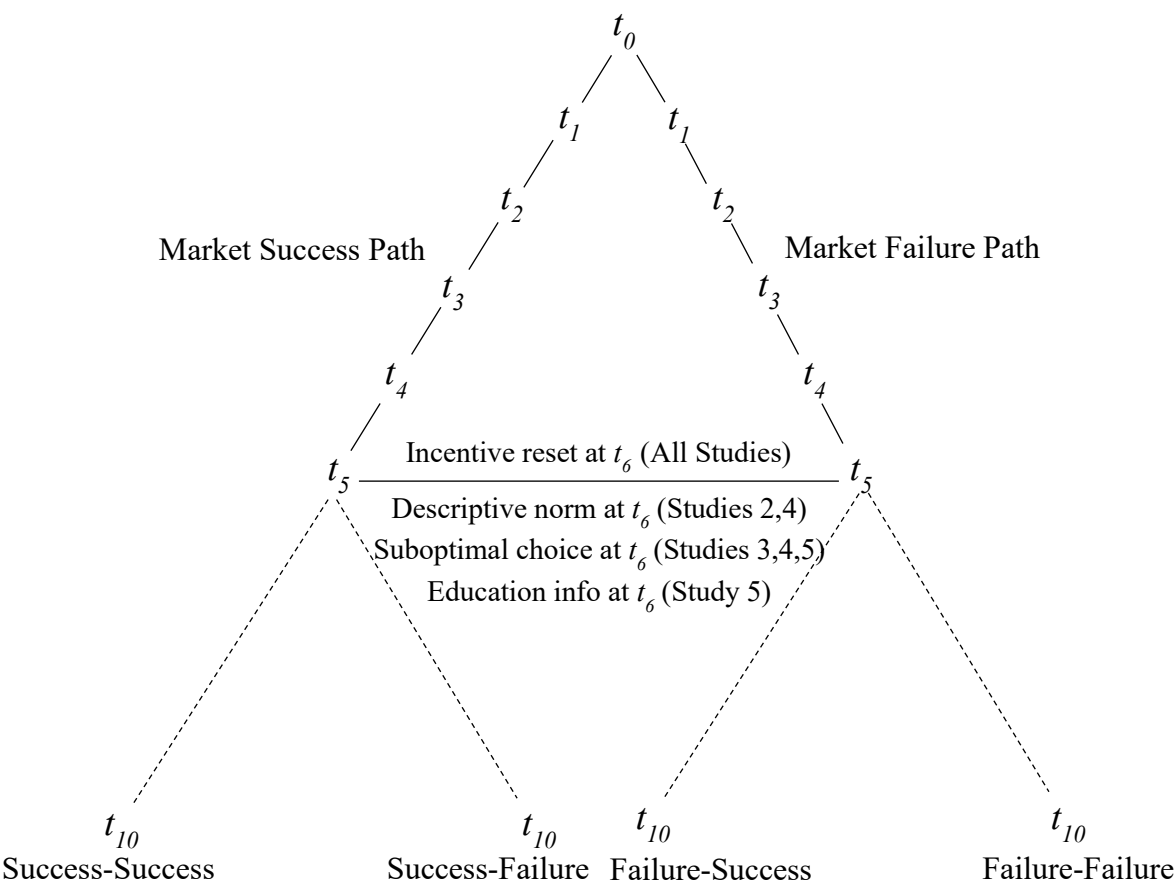 t0
t1 t1
t2 t2
Market Success Path Market Failure Path
t3 t3
t4 t4
Incentive reset at t6 (All Studies)
t5 t5
Descriptive norm at t6 (Studies 2,4)
Suboptimal choice at t6 (Studies 3,4,5)
Education info at t6 (Study 5)
t10 t10 t10 t10
Success-Success Success-Failure Failure-Success Failure-Failure